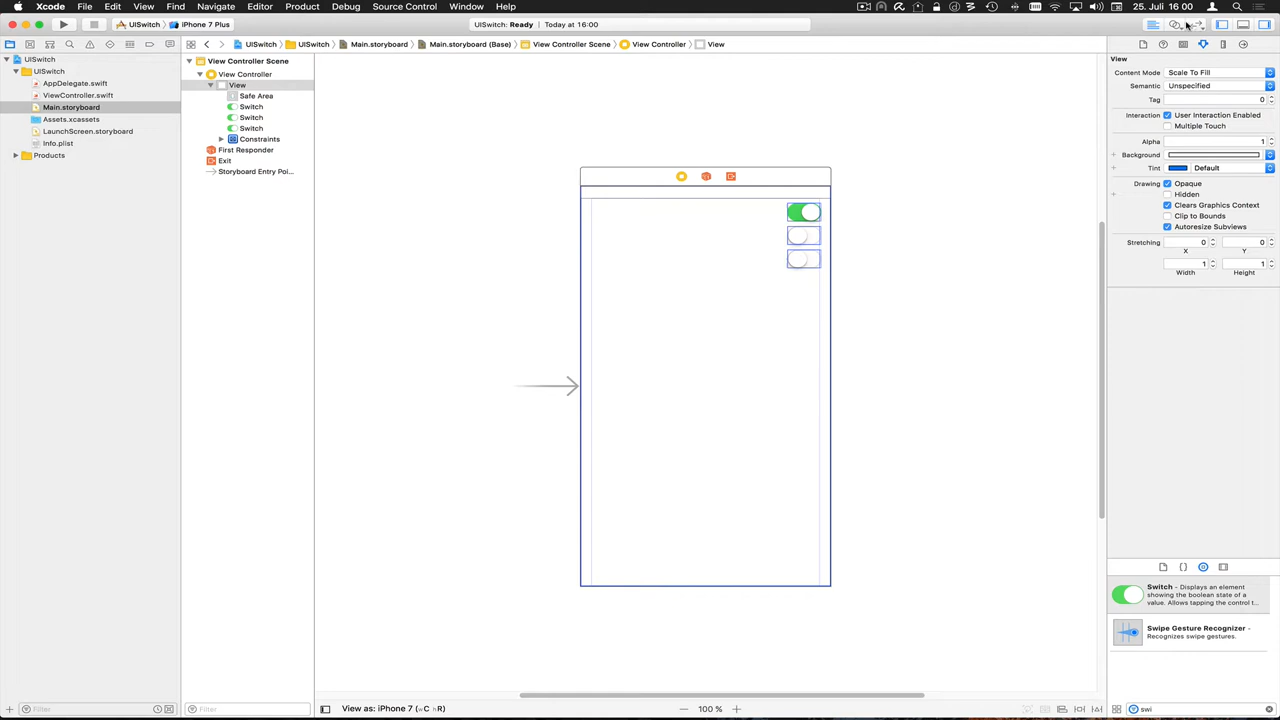 Xcode File Edit View Find Navigate Editor Product Debug Source Control Window Help
25. Juli 16 00
UISwitch iPhone 7 Plus
UISwitch: Ready | Today at 16:00
UISwitch UISwitch Main.storyboard Main.storyboard (Base) View Controller Scene View Controller View
UISwitch
UISwitch
AppDelegate.swift
ViewController.swift
Main.storyboard
Assets.xcassets
LaunchScreen.storyboard
Info.plist
Products
View Controller Scene
View Controller
View
Safe Area
Switch
Switch
Switch
Constraints
First Responder
Exit
Storyboard Entry Poi...
View
Content Mode Scale To Fill
Semantic Unspecified
Tag 0
Interaction User Interaction Enabled
Multiple Touch
Alpha 1
Background
Tint Default
Drawing Opaque
Hidden
Clears Graphics Context
Clip to Bounds
Autoresize Subviews
Stretching 0 0
X Y
1 1
Width Height
Switch - Displays an element
showing the boolean state of a
value. Allows tapping the control t...
Swipe Gesture Recognizer -
Recognizes swipe gestures.
Filter
Filter
View as: iPhone 7 (wC hR)
100 %
swi